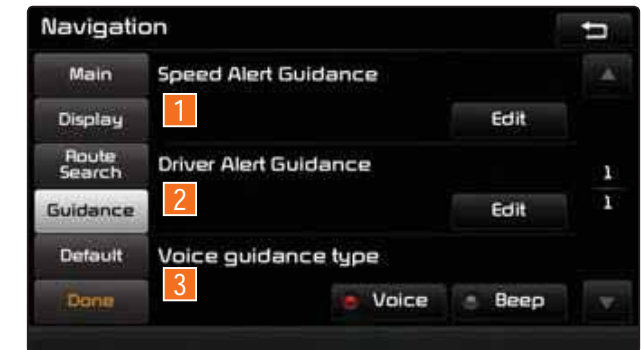 Navigation
Main
Speed Alert Guidance
Display
1
Edit
Route
Search
Driver Alert Guidance
1
Guidance
2
Edit
1
Default
Voice guidance type
Done
3
Voice
Beep